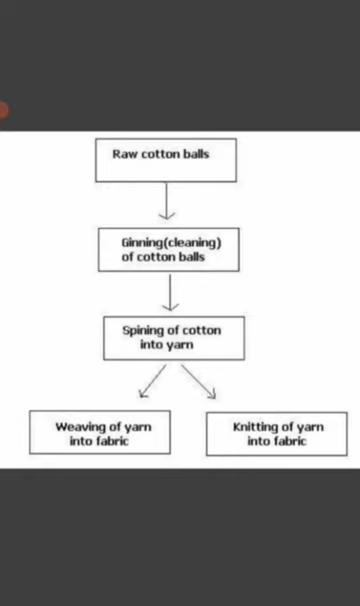 Raw cotton balls
Ginning(cleaning)
of cotton balls
Spining of cotton
into yarn
Weaving of yarn
into fabric
Knitting of yarn
into fabric